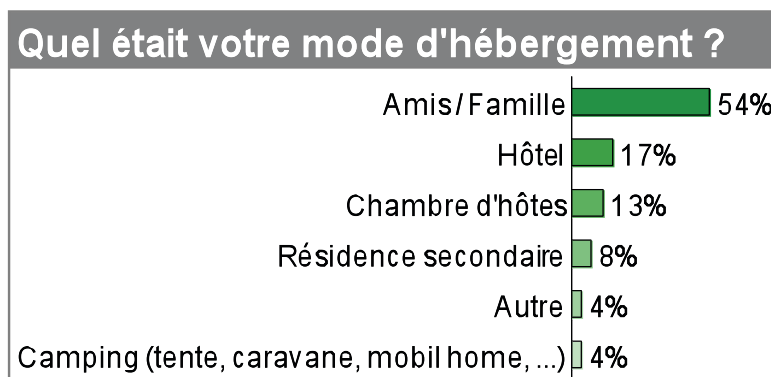 Quel était votre mode d'hébergement ?
Amis/Famille 54%
Hôtel 17%
Chambre d'hôtes 13%
Résidence secondaire 8%
Autre 4%
Camping (tente, caravane, mobil home, ...) 4%